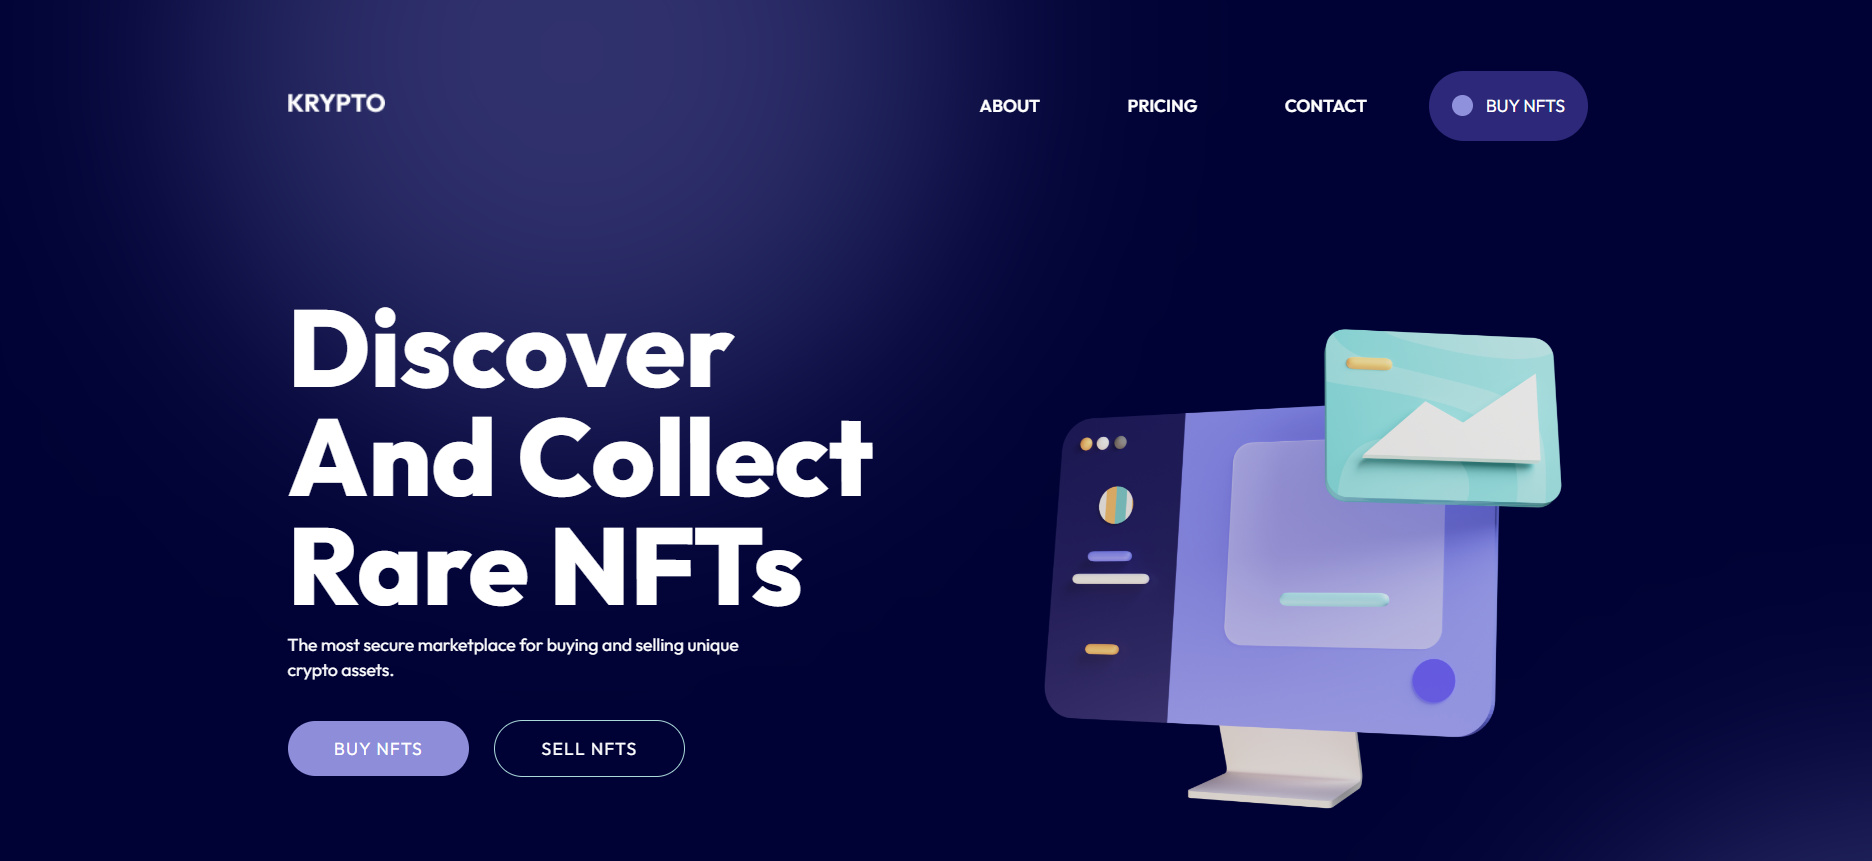 KRYPTO
ABOUT
PRICING
CONTACT
BUY NFTS
Discover
And Collect
Rare NFTs
The most secure marketplace for buying and selling unique
crypto assets.
BUY NFTS
SELL NFTS